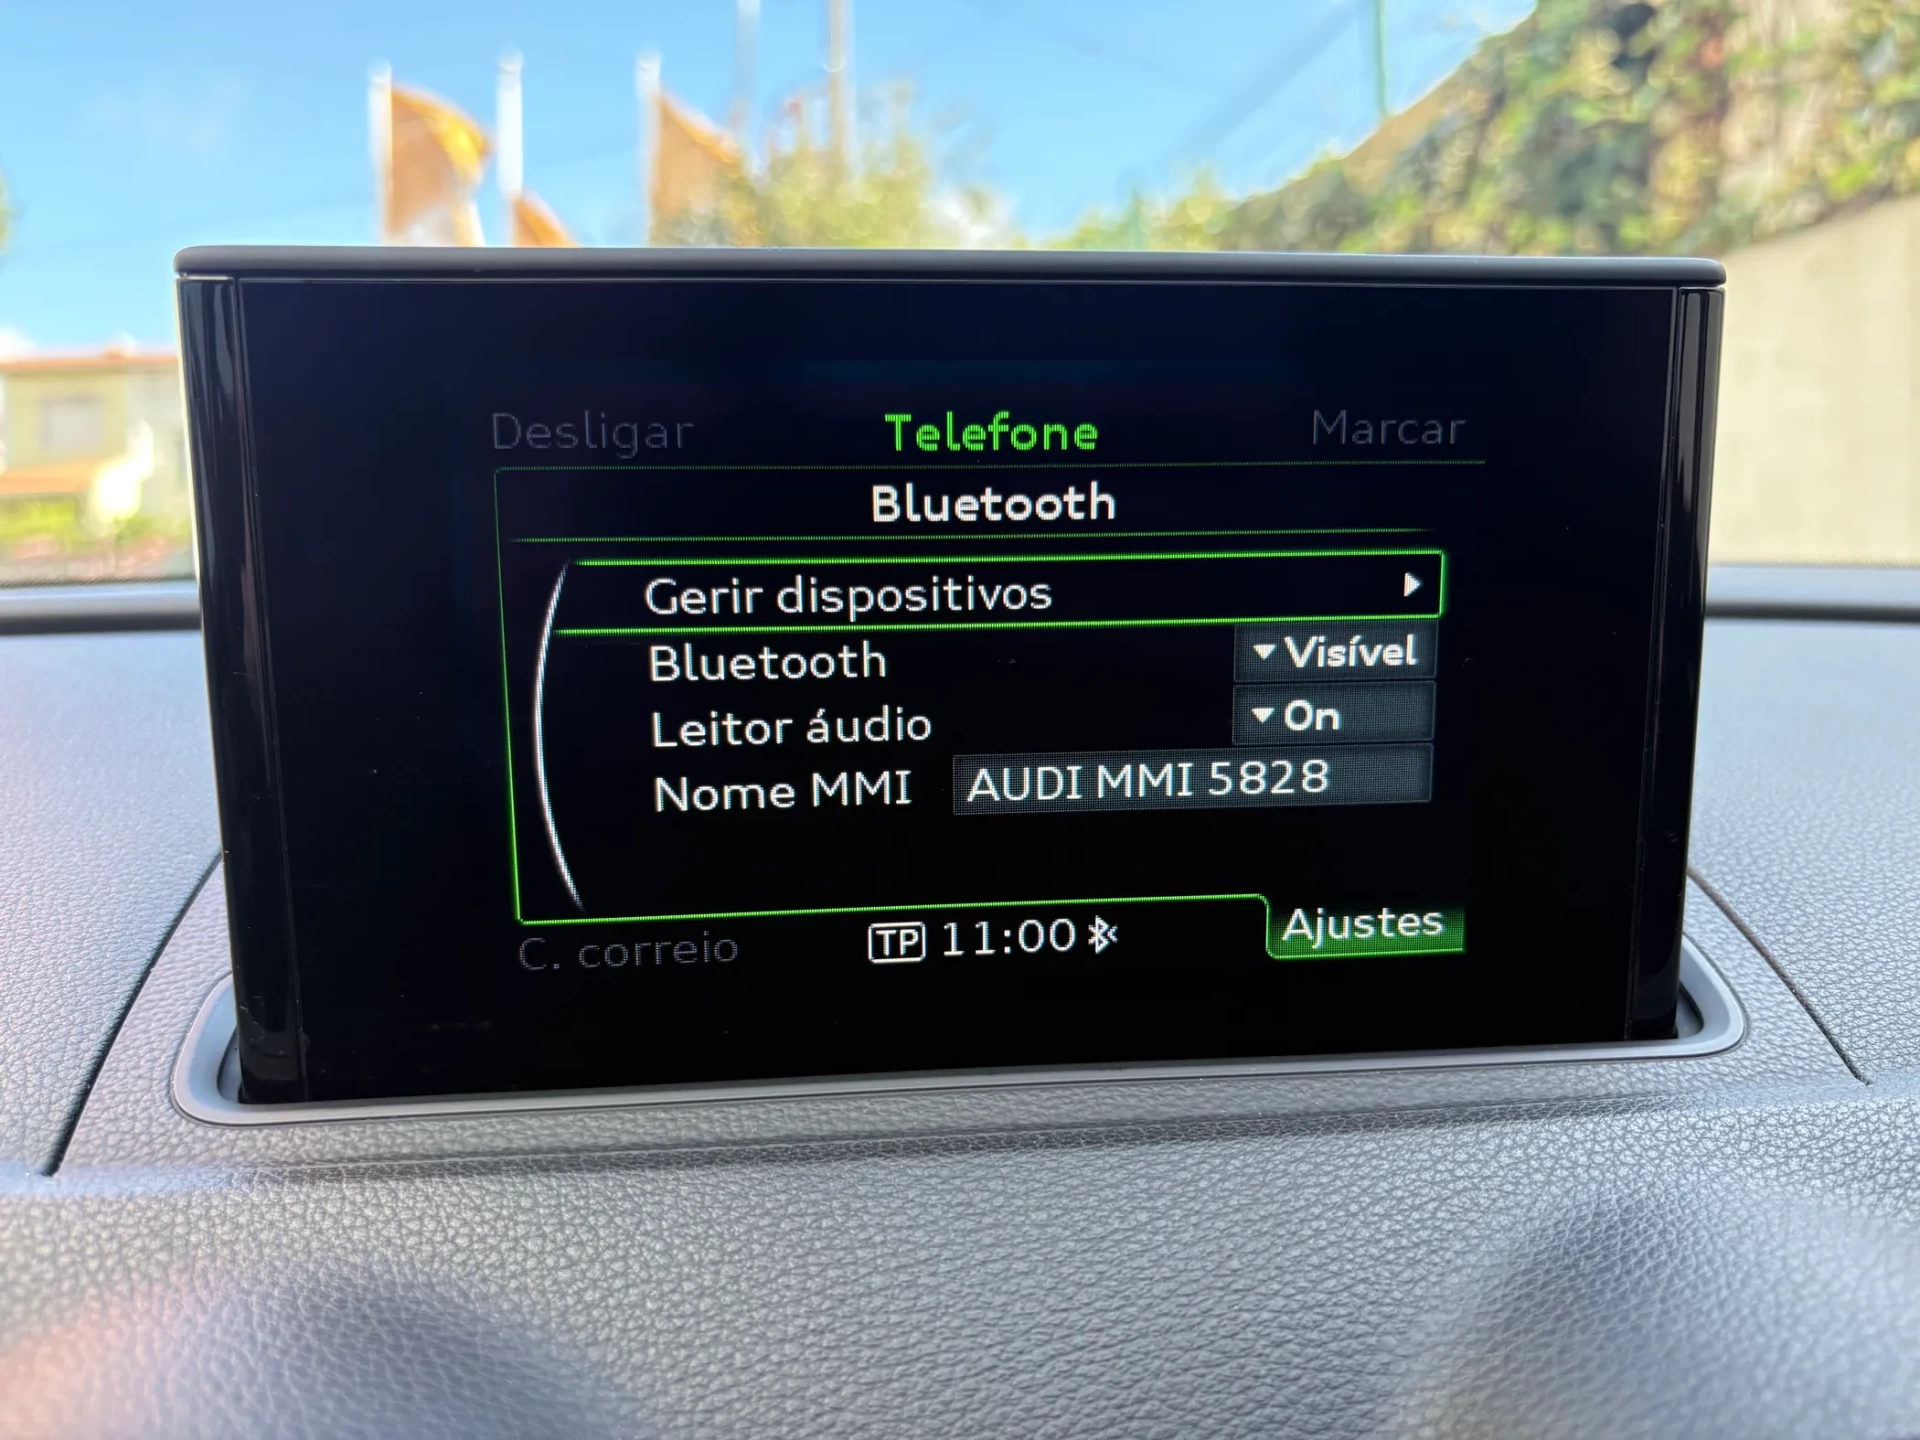 Desligar Telefone Marcar
Bluetooth
Gerir dispositivos
Bluetooth Visível
Leitor áudio On
Nome MMI AUDI MMI 5828
C. correio TP 11:00 Ajustes